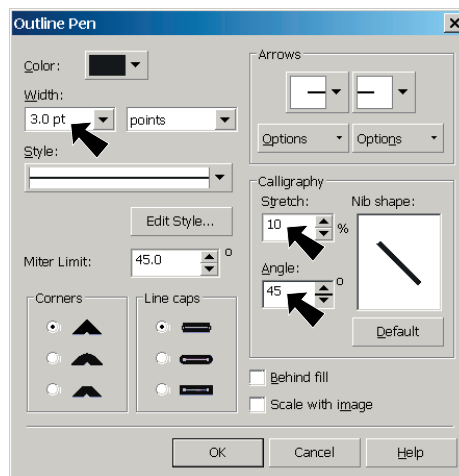 Outline Pen
Color:
Width:
3.0 pt
points
Style:
Edit Style...
Miter Limit:
45.0
o
Corners
Line caps
Arrows
Options
Options
Calligraphy
Stretch:
Nib shape:
10
%
Angle:
45
o
Default
Behind fill
Scale with image
OK
Cancel
Help